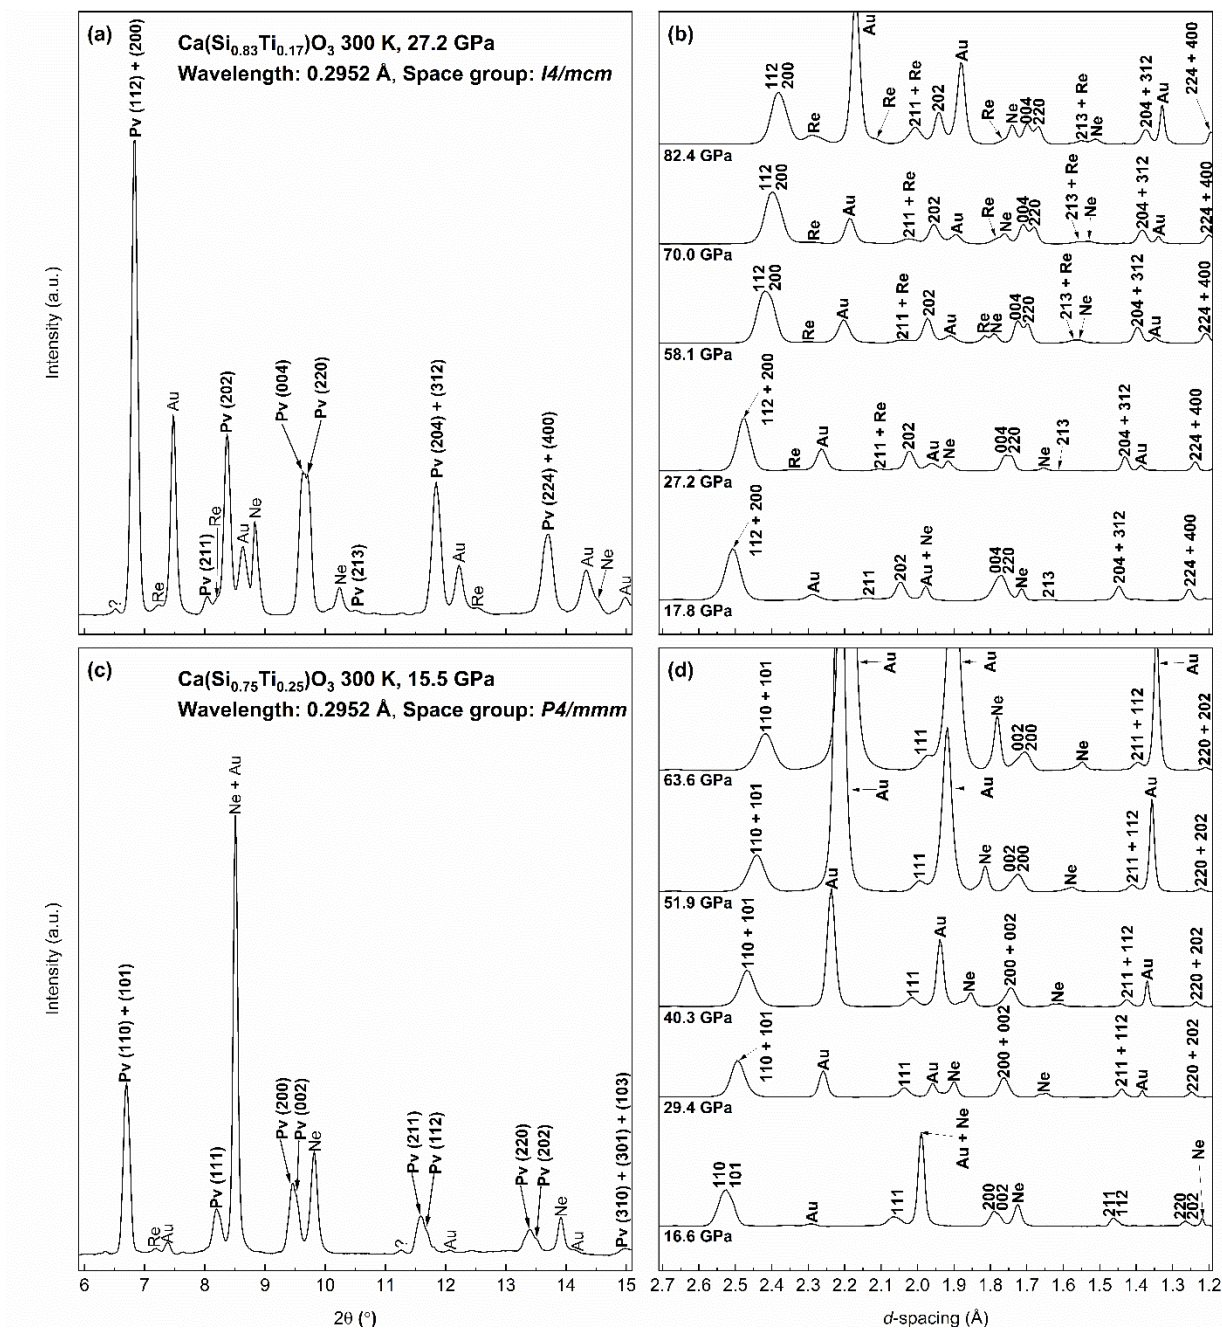 (a)
Ca(Si0.83Ti0.17)O3 300 K, 27.2 GPa
Wavelength: 0.2952 Å, Space group: I4/mcm
Intensity (a.u.)
?
Pv (112) + (200)
Re
Au
Pv (211)
Re
Pv (202)
Au
Ne
Pv (004)
Pv (220)
Ne
Pv (213)
Pv (204) + (312)
Au
Re
Pv (224) + (400)
Au
Ne
Au
(b)
112
200
Re
Au
Re
211 + Re
202
Au
Re
Ne
004
220
213 + Re
Ne
204 + 312
Au
224 + 400
82.4 GPa
112
200
Re
Au
211 + Re
202
Au
Re
Ne
004
220
213 + Re
Ne
204 + 312
Au
224 + 400
70.0 GPa
112
200
Re
Au
211 + Re
202
Au
Re
Ne
004
220
213 + Re
Ne
204 + 312
Au
224 + 400
58.1 GPa
112 + 200
Re
Au
211 + Re
202
Au
Ne
004
220
Ne
213
204 + 312
Au
224 + 400
27.2 GPa
112 + 200
Au
211
202
Au + Ne
004
220
Ne
213
204 + 312
224 + 400
17.8 GPa
(c)
Ca(Si0.75Ti0.25)O3 300 K, 15.5 GPa
Wavelength: 0.2952 Å, Space group: P4/mmm
Intensity (a.u.)
Pv (110) + (101)
Re
Au
Pv (111)
Ne + Au
Pv (200)
Pv (002)
Ne
?
Pv (211)
Pv (112)
Au
Pv (220)
Pv (202)
Ne
Au
Pv (310) + (301) + (103)
6 7 8 9 10 11 12 13 14 15
2θ (°)
(d)
110 + 101
Au
111
Au
Ne
002
200
Ne
211 + 112
Au
220 + 202
63.6 GPa
110 + 101
Au
111
Au
Ne
002
200
Ne
211 + 112
Au
220 + 202
51.9 GPa
110 + 101
Au
111
Au
Ne
200 + 002
Ne
211 + 112
Au
220 + 202
40.3 GPa
110 + 101
Au
111
Au
Ne
200 + 002
Ne
211 + 112
Au
220 + 202
29.4 GPa
110
101
Au
111
Au + Ne
200
002
Ne
211
112
220
202
Ne
16.6 GPa
2.7 2.6 2.5 2.4 2.3 2.2 2.1 2.0 1.9 1.8 1.7 1.6 1.5 1.4 1.3 1.2
d-spacing (Å)